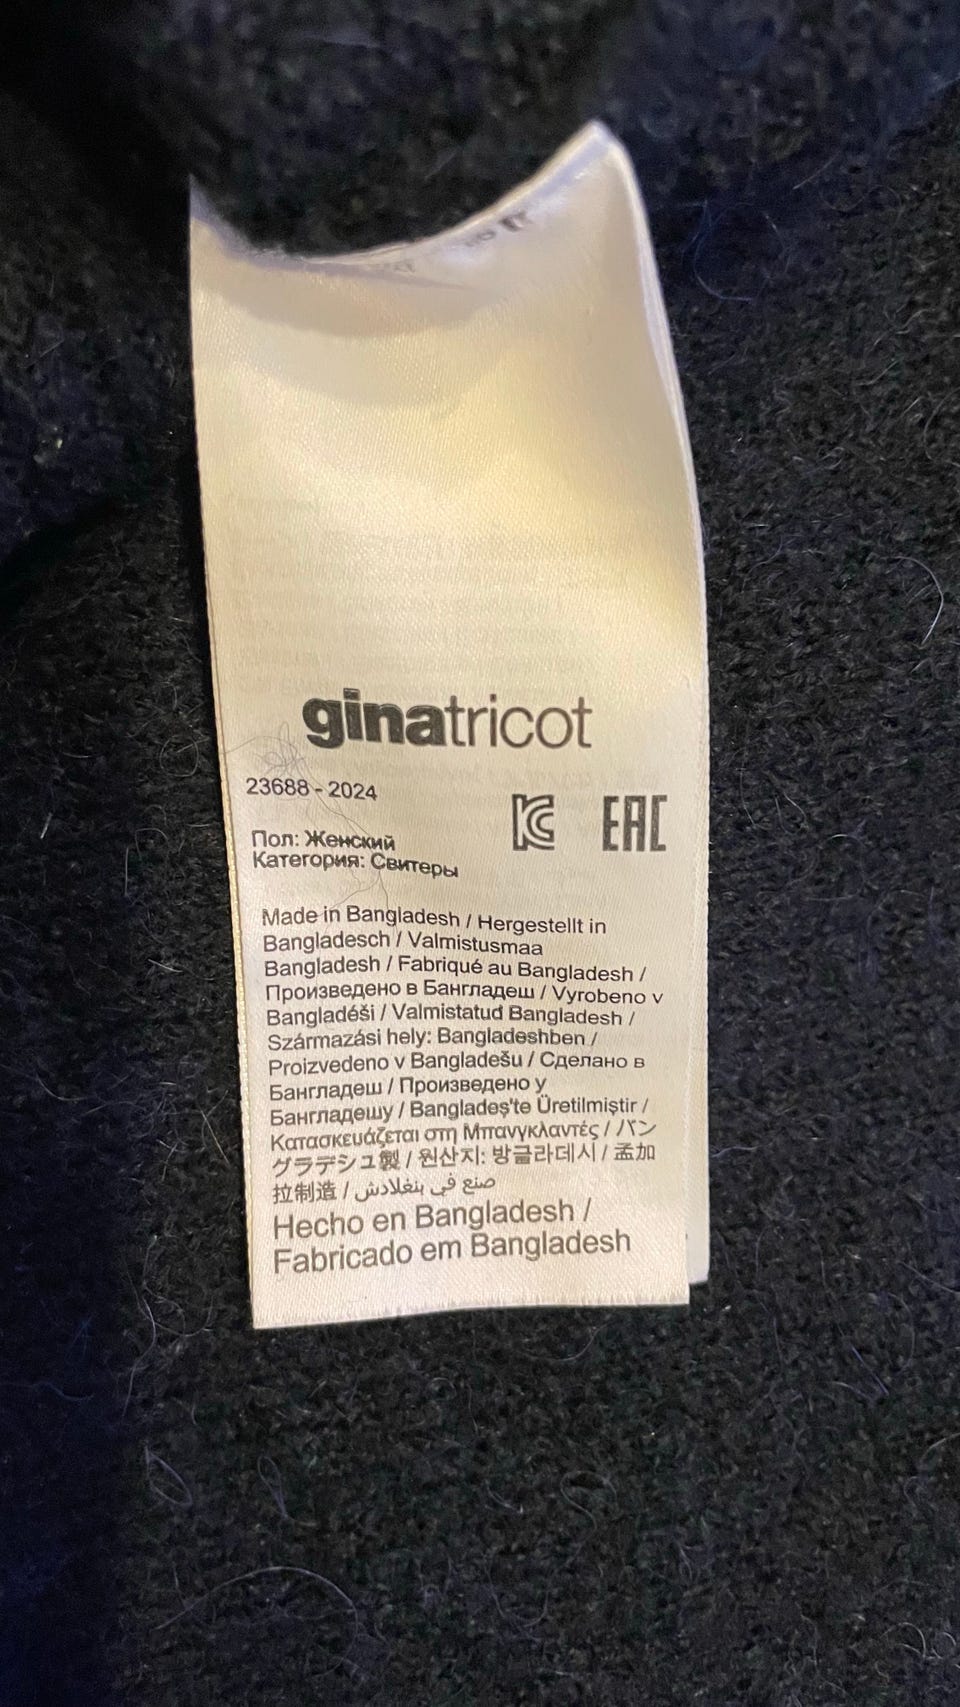 ginatricot
23688 - 2024
EAC
Пол: Женский
Категория: Свитеры
Made in Bangladesh / Hergestellt in
Bangladesch / Valmistusmaa
Bangladesh / Fabriqué au Bangladesh /
Произведено в Бангладеш / Vyrobeno v
Bangladéši / Valmistatud Bangladesh /
Származási hely: Bangladeshben /
Proizvedeno v Bangladešu / Сделано в
Бангладеш / Произведено у
Бангладешу / Bangladeş'te Üretilmiştir /
Κατασκευάζεται στη Μπανγκλαντές / バン
グラデシュ製 / 원산지: 방글라데시 / 孟加
拉制造 / صنع في بنغلادش
Hecho en Bangladesh /
Fabricado em Bangladesh